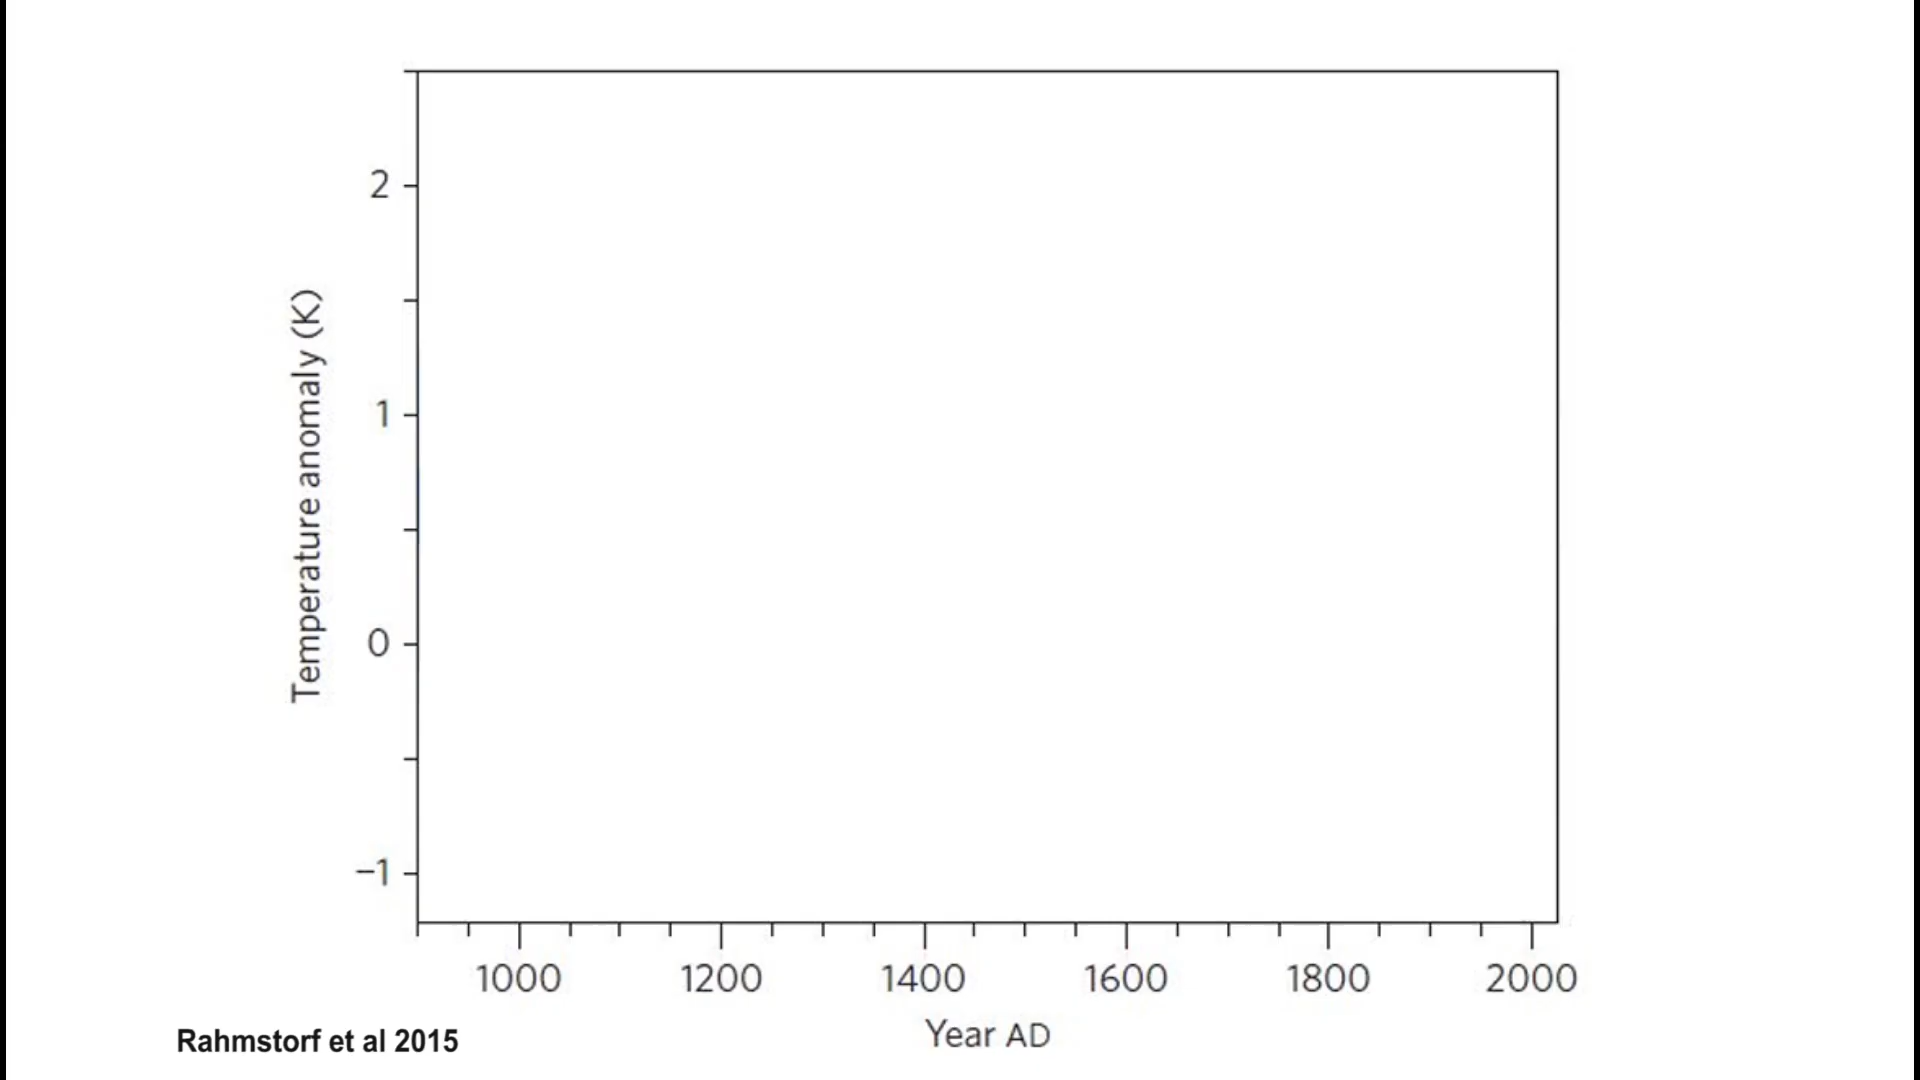 2
1
0
−1
Temperature anomaly (K)
1000 1200 1400 1600 1800 2000
Year AD
Rahmstorf et al 2015